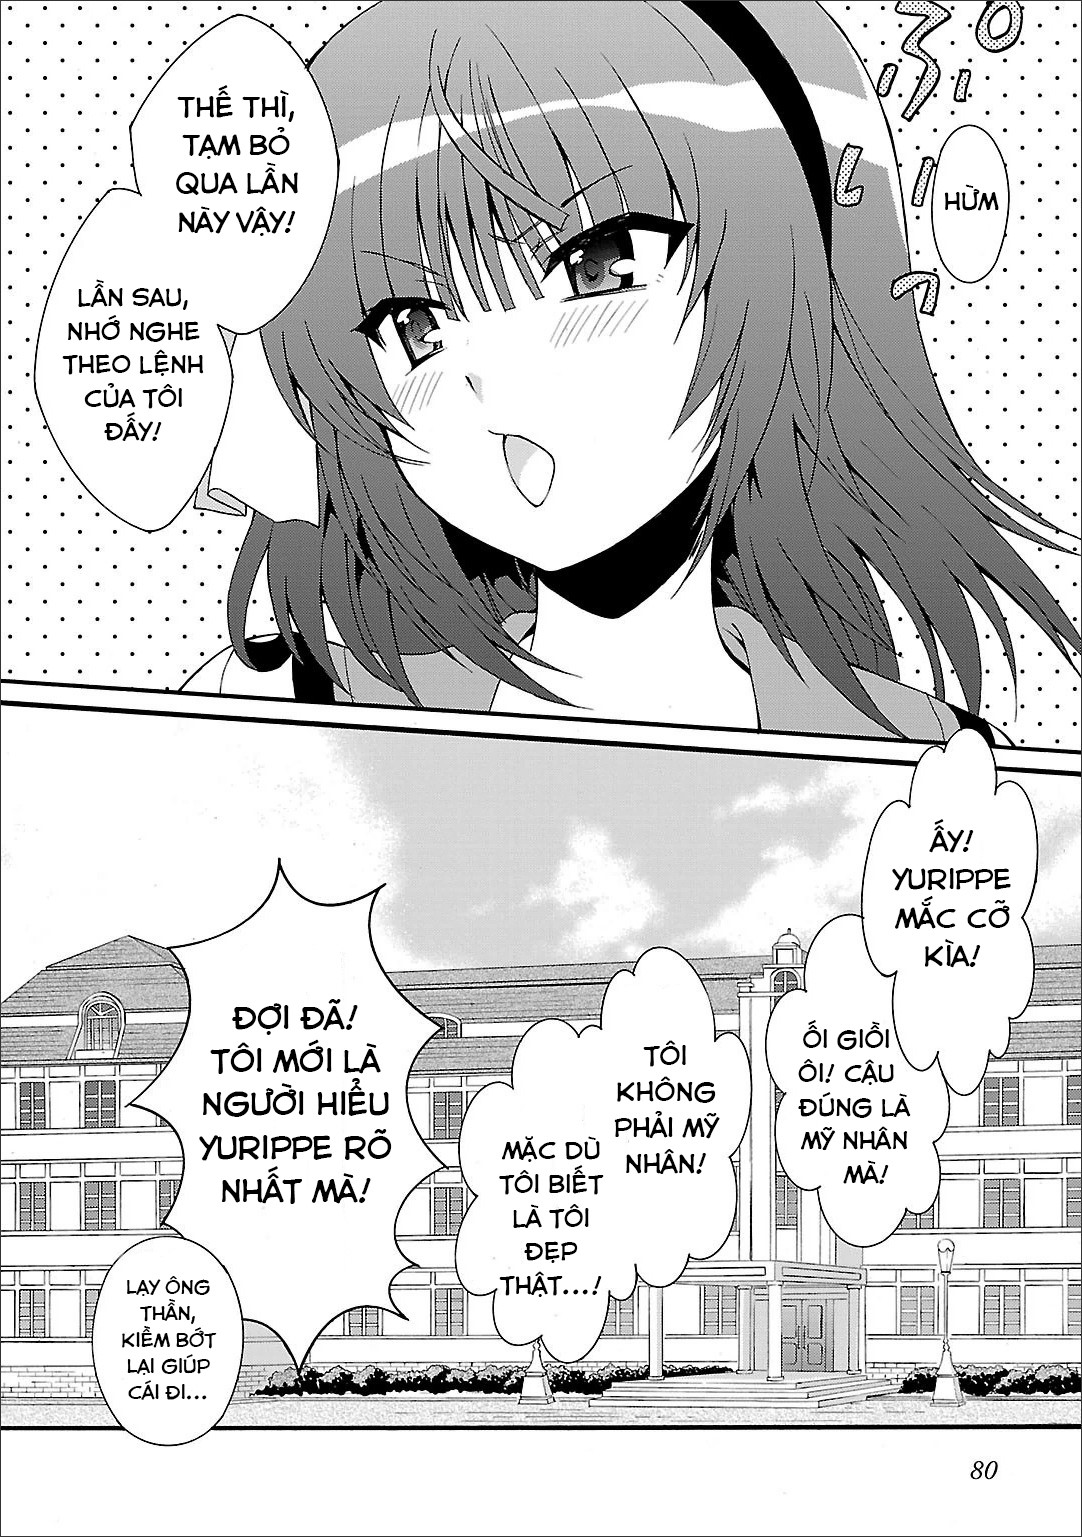 ぷいっ
HỪM
THẾ THÌ,
TẠM BỎ
QUA LẦN
NÀY VẬY!
LẦN SAU,
NHỚ NGHE
THEO LỆNH
CỦA TÔI
ĐẤY!
ẤY!
YURIPPE
MẮC CỠ
KÌA!
ỐI GIỒI
ÔI! CẬU
ĐÚNG LÀ
MỸ NHÂN
MÀ!
TÔI
KHÔNG
PHẢI MỸ
NHÂN!
MẶC DÙ
TÔI BIẾT
LÀ TÔI
ĐẸP
THẬT...!
ĐỢI ĐÃ!
TÔI MỚI LÀ
NGƯỜI HIỂU
YURIPPE RÕ
NHẤT MÀ!
LẠY ÔNG
THẦN,
KIỀM BỚT
LẠI GIÚP
CÁI ĐI...
80